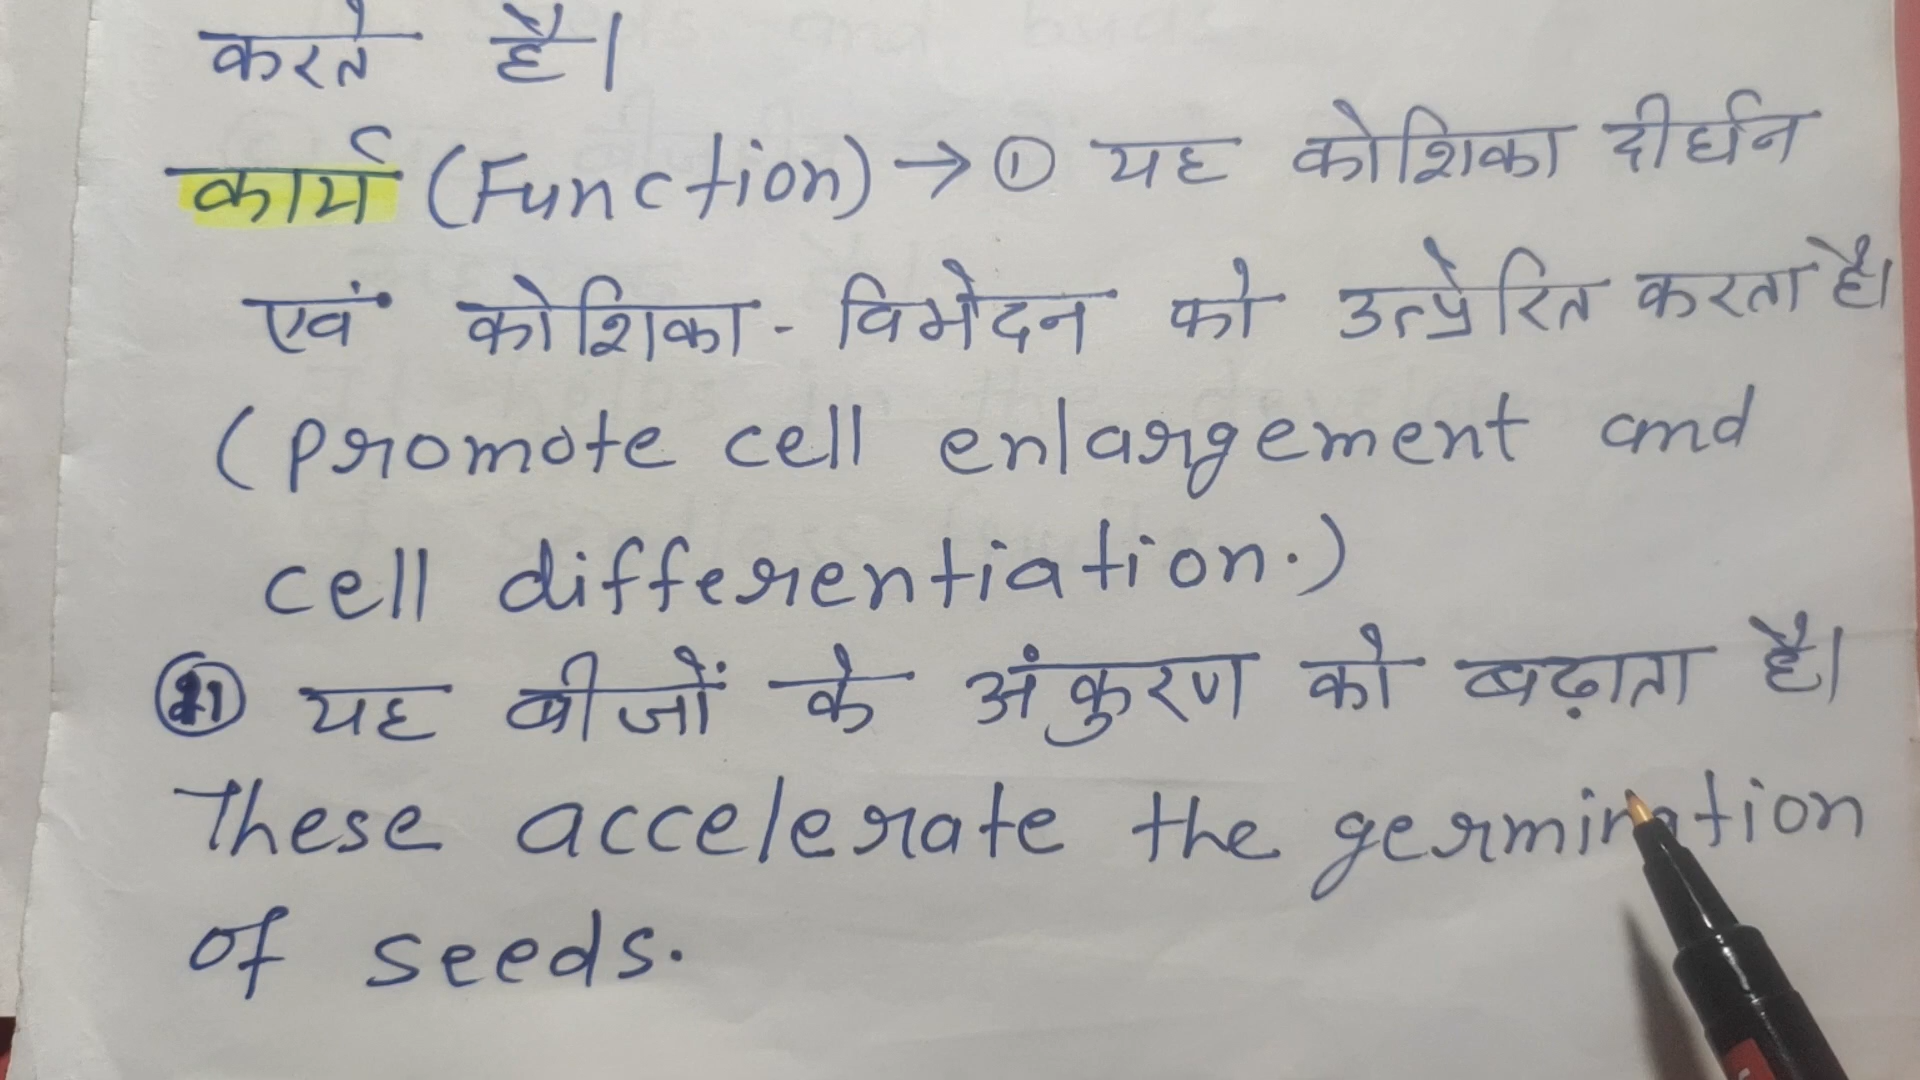 करते है।
कार्य (Function) → ① यह कोशिका दीर्घन
एवं कोशिका - विभेदन को उत्प्रेरित करता है।
(promote cell enlargement and
cell differentiation.)
यह बीजों के अंकुरण को बढ़ाता है।
These accelerate the germination
of seeds.